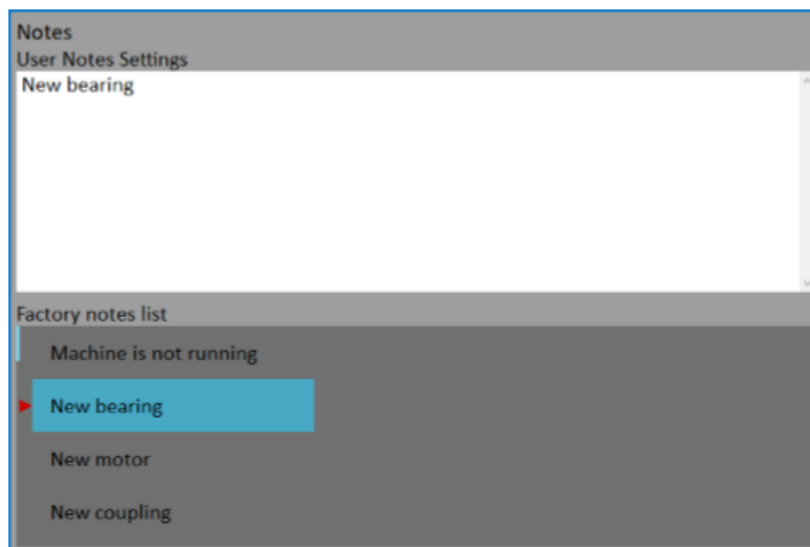 Notes
User Notes Settings
New bearing
Factory notes list
Machine is not running
New bearing
New motor
New coupling